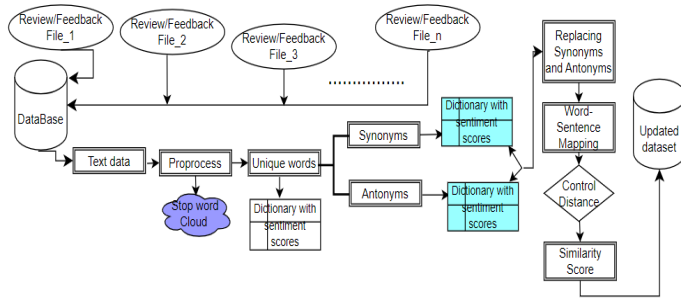 Review/Feedback
File_1
Review/Feedback
File_2
Review/Feedback
File_3
Review/Feedback
File_n
DataBase
Text data
Proprocess
Unique words
Stop word
Cloud
Dictionary with
sentiment
scores
Synonyms
Antonyms
Dictionary with
sentiment
scores
Dictionary with
sentiment
scores
Replacing
Synonyms
and Antonyms
Word-
Sentence
Mapping
Control
Distance
Similarity
Score
Updated
dataset